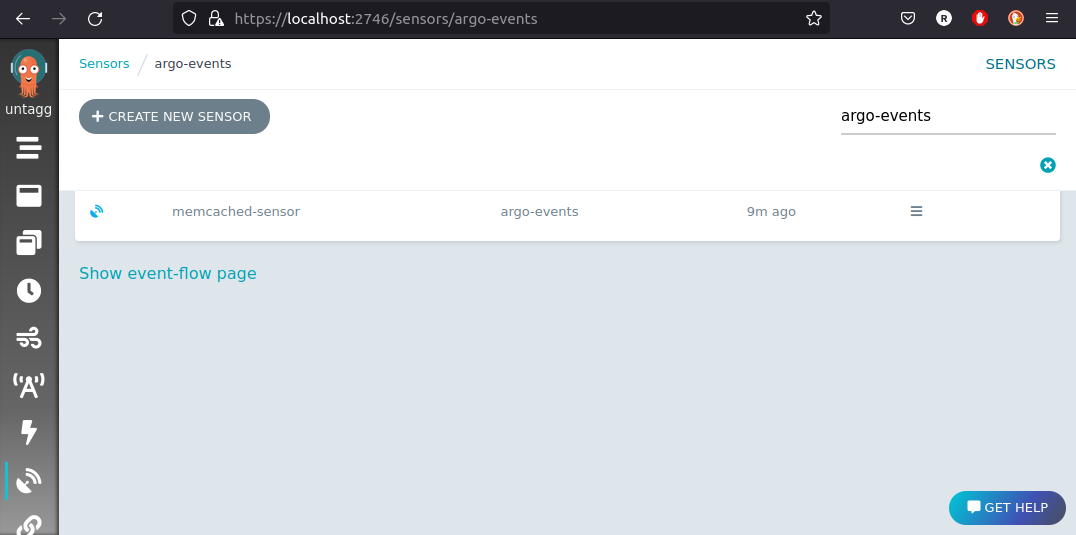 https://localhost:2746/sensors/argo-events
R
untagg
Sensors / argo-events
SENSORS
CREATE NEW SENSOR
argo-events
memcached-sensor argo-events 9m ago
Show event-flow page
GET HELP